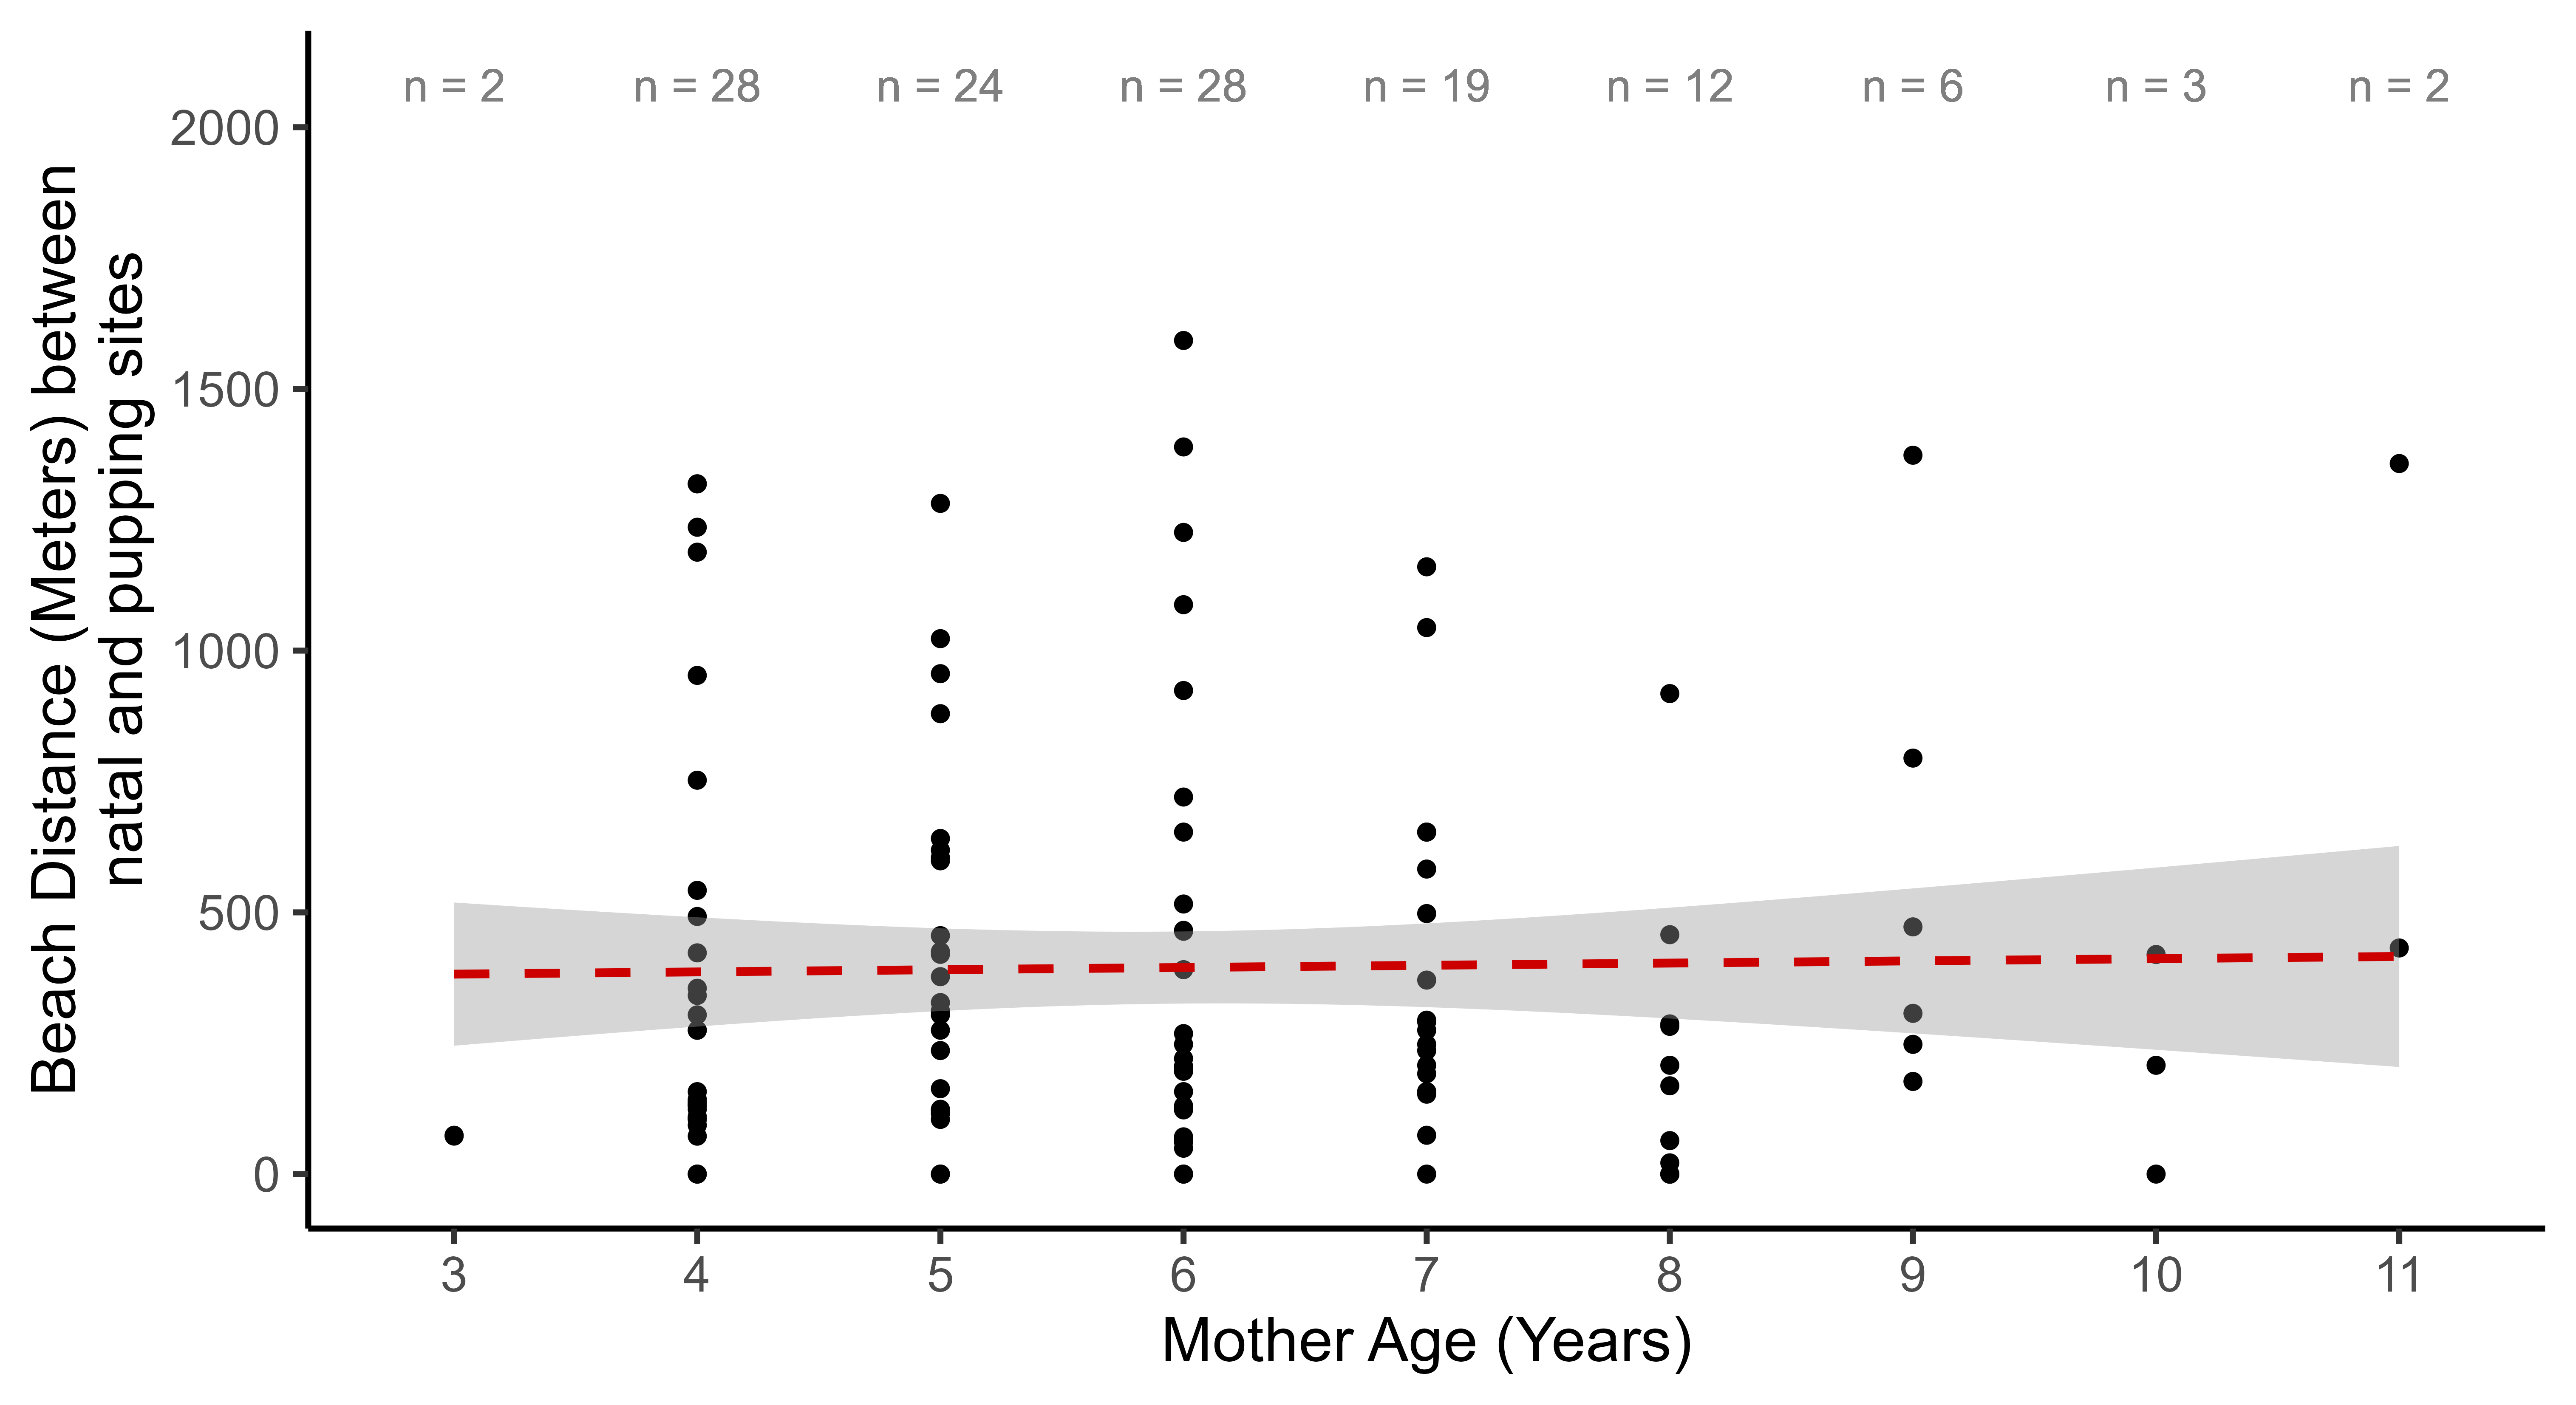 n = 2 n = 28 n = 24 n = 28 n = 19 n = 12 n = 6 n = 3 n = 2
2000
1500
1000
500
0
Beach Distance (Meters) between
natal and pupping sites
3 4 5 6 7 8 9 10 11
Mother Age (Years)